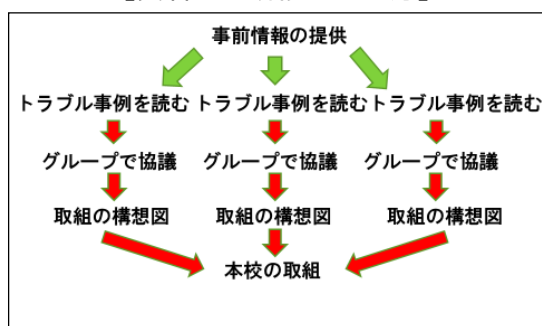 事前情報の提供
トラブル事例を読む トラブル事例を読む トラブル事例を読む
グループで協議 グループで協議 グループで協議
取組の構想図 取組の構想図 取組の構想図
本校の取組